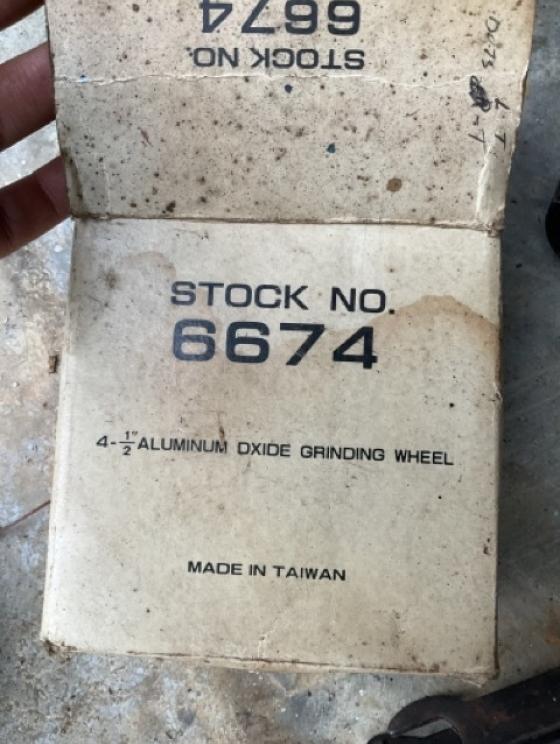 6674
STOCK NO.
STOCK NO.
6674
4-1/2" ALUMINUM OXIDE GRINDING WHEEL
MADE IN TAIWAN